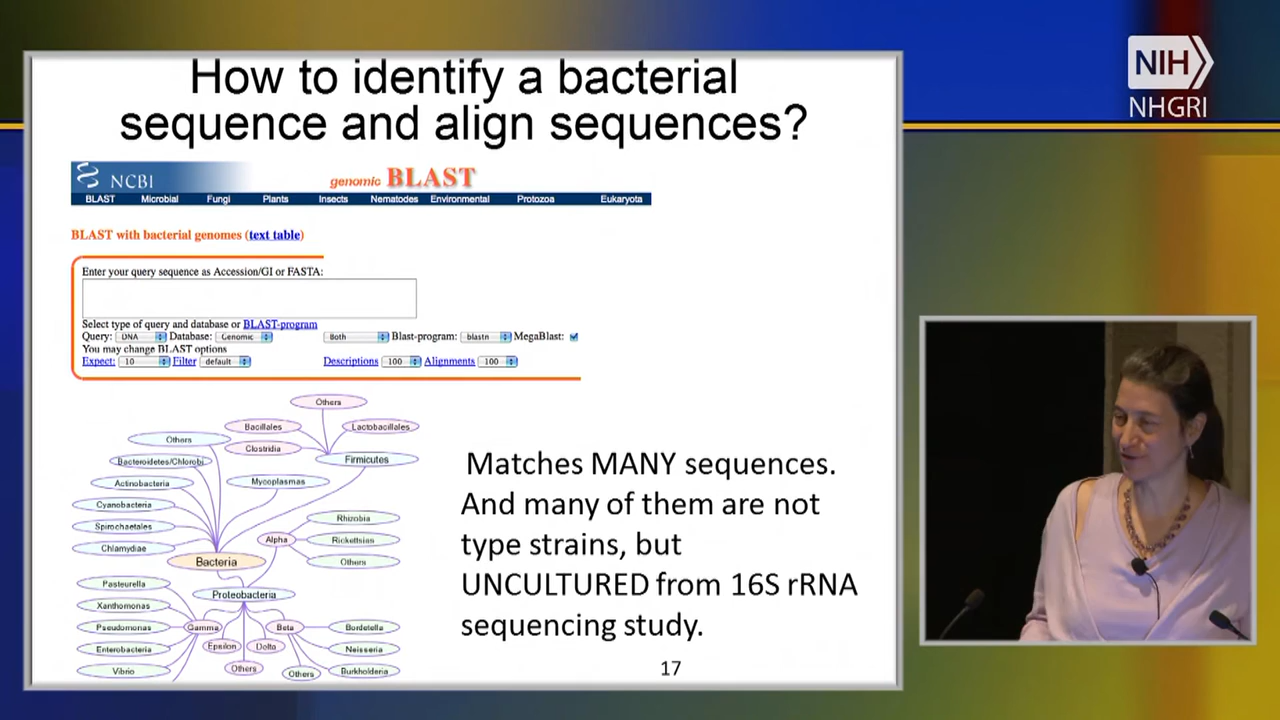 How to identify a bacterial
sequence and align sequences?
NCBI
genomic BLAST
BLAST Microbial Fungi Plants Insects Nematodes Environmental Protozoa Eukaryota
BLAST with bacterial genomes (text table)
Enter your query sequence as Accession/GI or FASTA:
Select type of query and database or BLAST-program
Query: DNA Database: Genomic Both Blast-program: blastn MegaBlast:
You may change BLAST options
Expect: 10 Filter default Descriptions 100 Alignments 100
Others
Bacillales
Lactobacillales
Others
Clostridia
Bacteroidetes/Chlorobi
Firmicutes
Actinobacteria
Mycoplasmas
Cyanobacteria
Spirochaetales
Rhizobia
Chlamydiae
Alpha
Rickettsian
Bacteria
Others
Pasteurella
Proteobacteria
Xanthomonas
Pseudomonas
Gamma
Beta
Bordetella
Enterobacteria
Epsilon
Delta
Neisseria
Vibrio
Others
Others
Burkholderia
Matches MANY sequences.
And many of them are not
type strains, but
UNCULTURED from 16S rRNA
sequencing study.
17
NIH
NHGRI